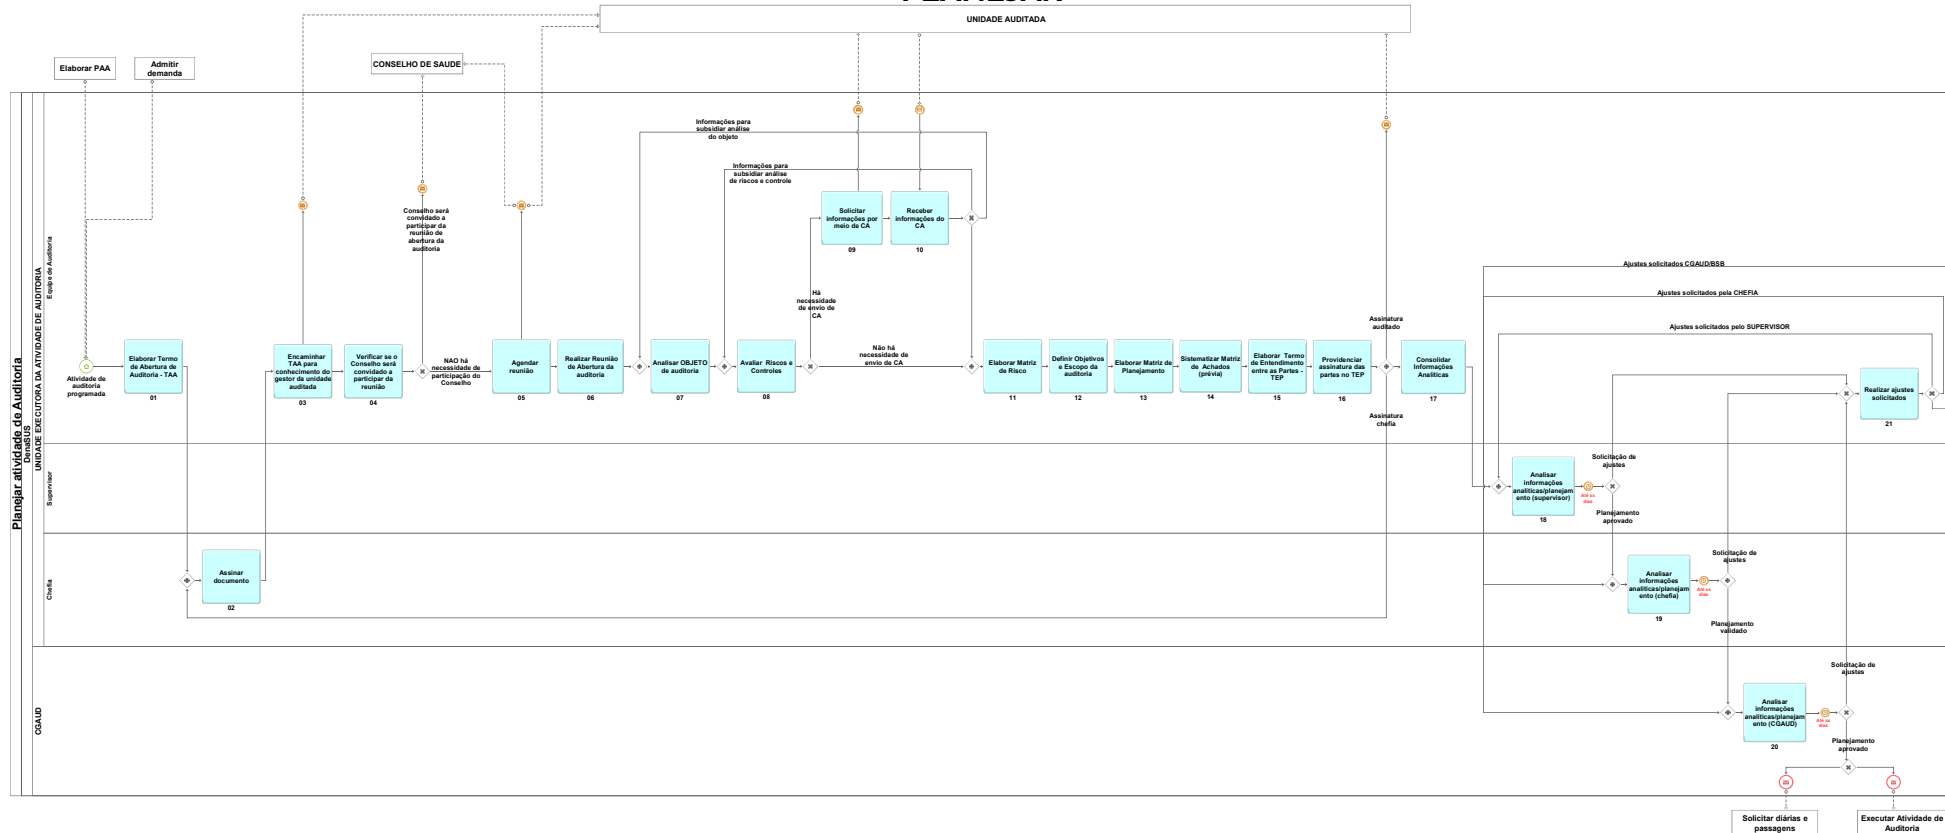 UNIDADE AUDITADA
Elaborar PAA
Admitir
demanda
CONSELHO DE SAUDE
Planejar atividade de Auditoria
DenaSUS
UNIDADE EXECUTORA DA ATIVIDADE DE AUDITORIA
Equipe de Auditoria
Supervisor
Chefia
CGAUD
Atividade de
auditoria
programada
Elaborar Termo
de Abertura de
Auditoria - TAA
01
Assinar
documento
02
Encaminhar
TAA para
conhecimento do
gestor da unidade
auditada
03
Verificar se o
Conselho será
convidado a
participar da
reunião
04
Conselho será
convidado a
participar da
reunião de
abertura da
auditoria
NAO há
necessidade de
participação do
Conselho
Agendar
reunião
05
Realizar Reunião
de Abertura da
auditoria
06
Analisar OBJETO
de auditoria
07
Avaliar Riscos e
Controles
08
Informações para
subsidiar análise
do objeto
Informações para
subsidiar análise
de riscos e controle
Há
necessidade
de envio de
CA
Não há
necessidade de
envio de CA
Solicitar
informações por
meio de CA
09
Receber
informações do
CA
10
Elaborar Matriz
de Risco
11
Definir Objetivos
e Escopo da
auditoria
12
Elaborar Matriz de
Planejamento
13
Sistematizar Matriz
de Achados
(prévia)
14
Elaborar Termo
de Entendimento
entre as Partes -
TEP
15
Providenciar
assinatura das
partes no TEP
16
Assinatura
auditado
Assinatura
chefia
Consolidar
Informações
Analíticas
17
Ajustes solicitados CGAUD/BSB
Ajustes solicitados pela CHEFIA
Ajustes solicitados pelo SUPERVISOR
Analisar
informações
analíticas/planejam
ento (supervisor)
18
Até xx
dias
Solicitação de
ajustes
Planejamento
aprovado
Analisar
informações
analíticas/planejam
ento (chefia)
19
Até xx
dias
Solicitação de
ajustes
Planejamento
validado
Analisar
informações
analíticas/planejam
ento (CGAUD)
20
Até xx
dias
Solicitação de
ajustes
Planejamento
aprovado
Realizar ajustes
solicitados
21
Solicitar diárias e
passagens
Executar Atividade de
Auditoria